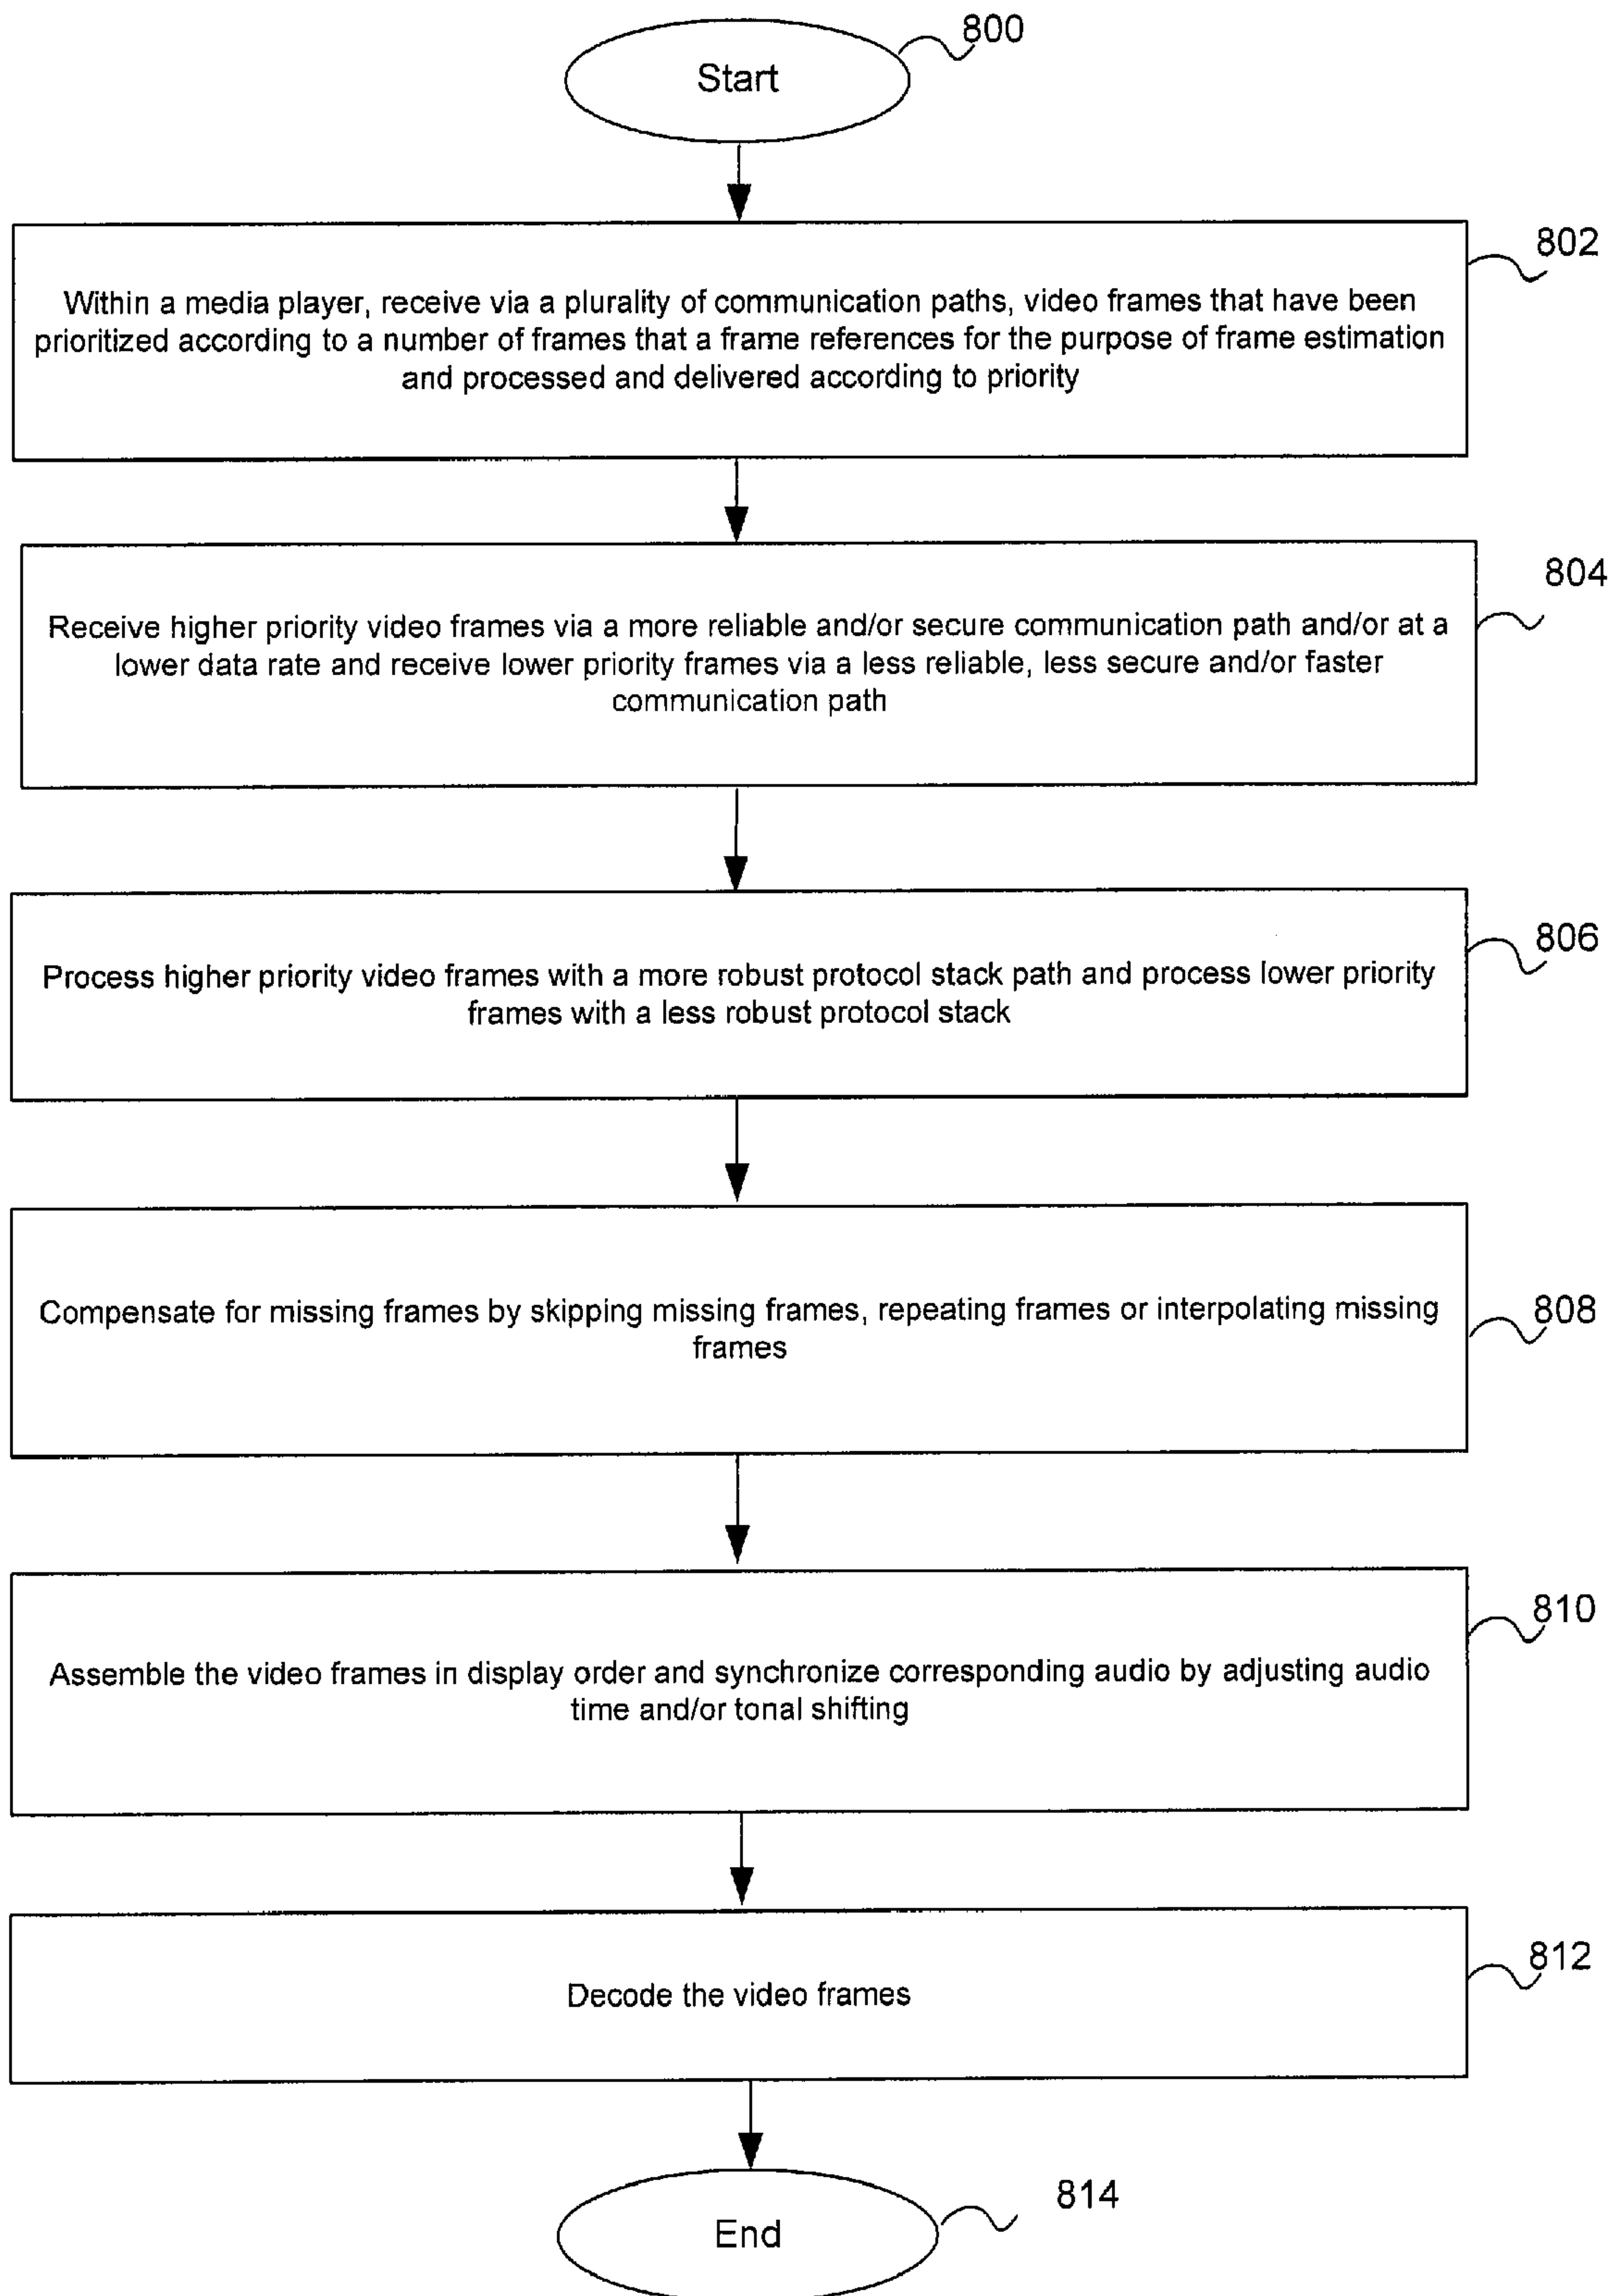 800
Start
802
Within a media player, receive via a plurality of communication paths, video frames that have been
prioritized according to a number of frames that a frame references for the purpose of frame estimation
and processed and delivered according to priority
804
Receive higher priority video frames via a more reliable and/or secure communication path and/or at a
lower data rate and receive lower priority frames via a less reliable, less secure and/or faster
communication path
806
Process higher priority video frames with a more robust protocol stack path and process lower priority
frames with a less robust protocol stack
808
Compensate for missing frames by skipping missing frames, repeating frames or interpolating missing
frames
810
Assemble the video frames in display order and synchronize corresponding audio by adjusting audio
time and/or tonal shifting
812
Decode the video frames
814
End